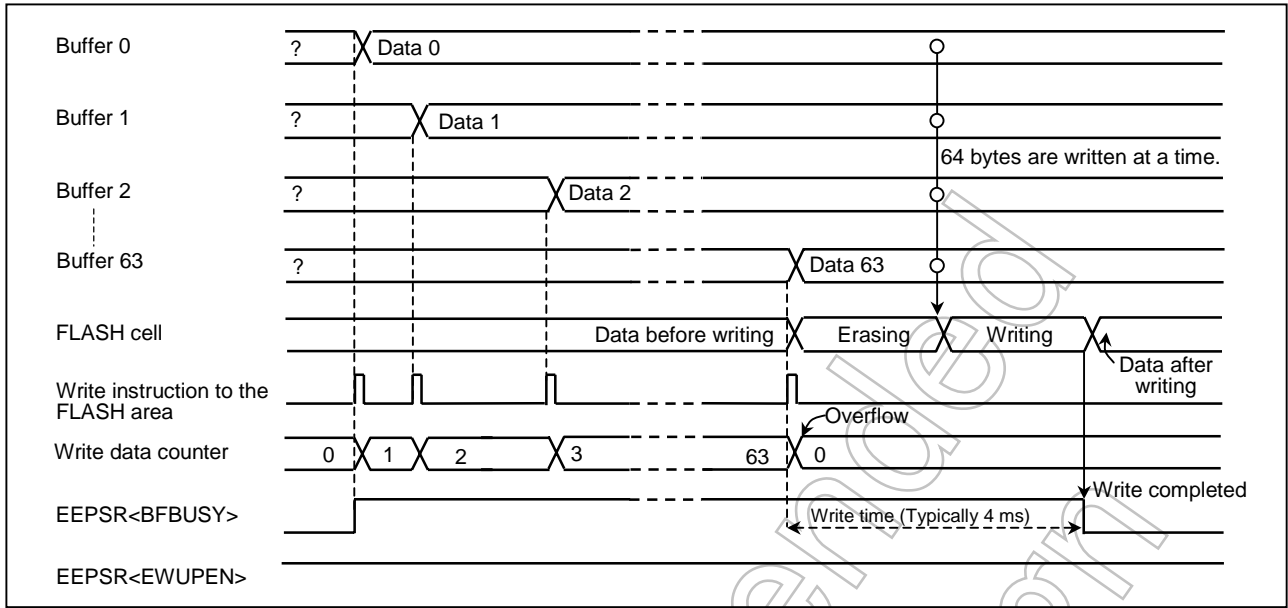 Buffer 0
?
Data 0
Buffer 1
?
Data 1
64 bytes are written at a time.
Buffer 2
?
Data 2
Buffer 63
?
Data 63
FLASH cell
Data before writing
Erasing
Writing
Data after
writing
Write instruction to the
FLASH area
Overflow
Write data counter
0
1
2
3
63
0
Write completed
EEPSR<BFBUSY>
Write time (Typically 4 ms)
EEPSR<EWUPEN>